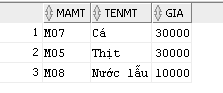 MAMT TENMT GIA
1 M07 Cá 30000
2 M05 Thịt 30000
3 M08 Nước lẩu 10000